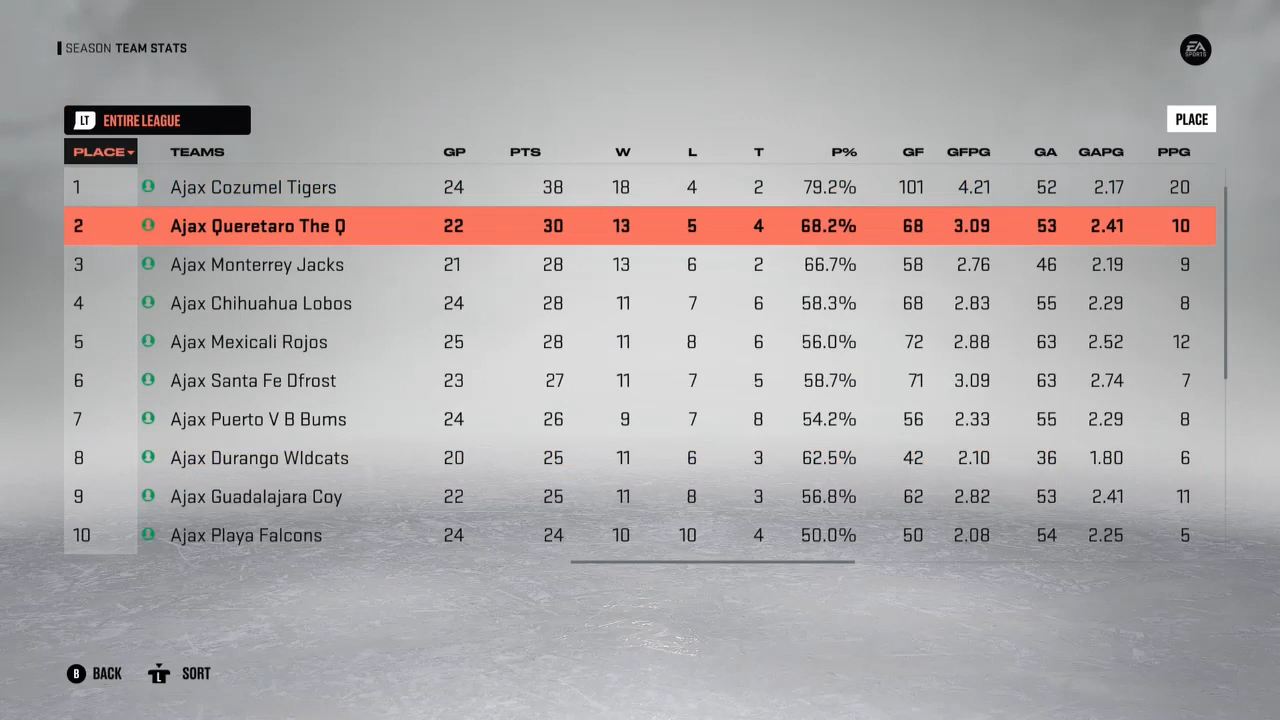 SEASON TEAM STATS
EA SPORTS
LT ENTIRE LEAGUE
PLACE
PLACE TEAMS GP PTS W L T P% GF GFPG GA GAPG PPG
1 Ajax Cozumel Tigers 24 38 18 4 2 79.2% 101 4.21 52 2.17 20
2 Ajax Queretaro The Q 22 30 13 5 4 68.2% 68 3.09 53 2.41 10
3 Ajax Monterrey Jacks 21 28 13 6 2 66.7% 58 2.76 46 2.19 9
4 Ajax Chihuahua Lobos 24 28 11 7 6 58.3% 68 2.83 55 2.29 8
5 Ajax Mexicali Rojos 25 28 11 8 6 56.0% 72 2.88 63 2.52 12
6 Ajax Santa Fe Dfrost 23 27 11 7 5 58.7% 71 3.09 63 2.74 7
7 Ajax Puerto V B Bums 24 26 9 7 8 54.2% 56 2.33 55 2.29 8
8 Ajax Durango Wldcats 20 25 11 6 3 62.5% 42 2.10 36 1.80 6
9 Ajax Guadalajara Coy 22 25 11 8 3 56.8% 62 2.82 53 2.41 11
10 Ajax Playa Falcons 24 24 10 10 4 50.0% 50 2.08 54 2.25 5
B BACK L SORT